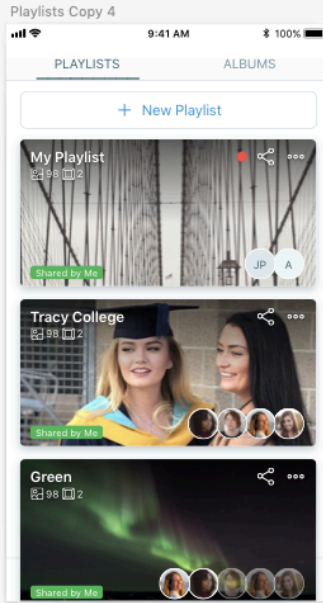 Playlists Copy 4
9:41 AM 100%
PLAYLISTS ALBUMS
+ New Playlist
My Playlist
98 2
JP A
Shared by Me
Tracy College
98 2
Shared by Me
Green
98 2
Shared by Me